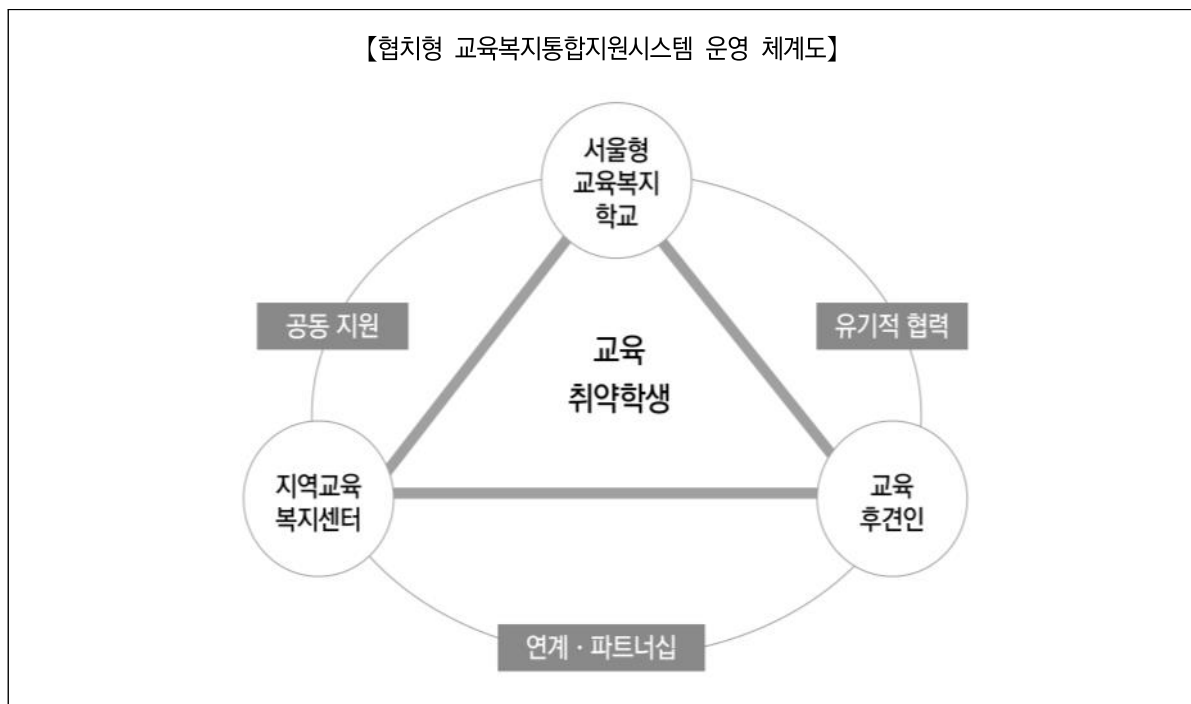 【협치형 교육복지통합지원시스템 운영 체계도】
서울형
교육복지
학교
공동 지원
유기적 협력
교육
취약학생
지역교육
복지센터
교육
후견인
연계 · 파트너십